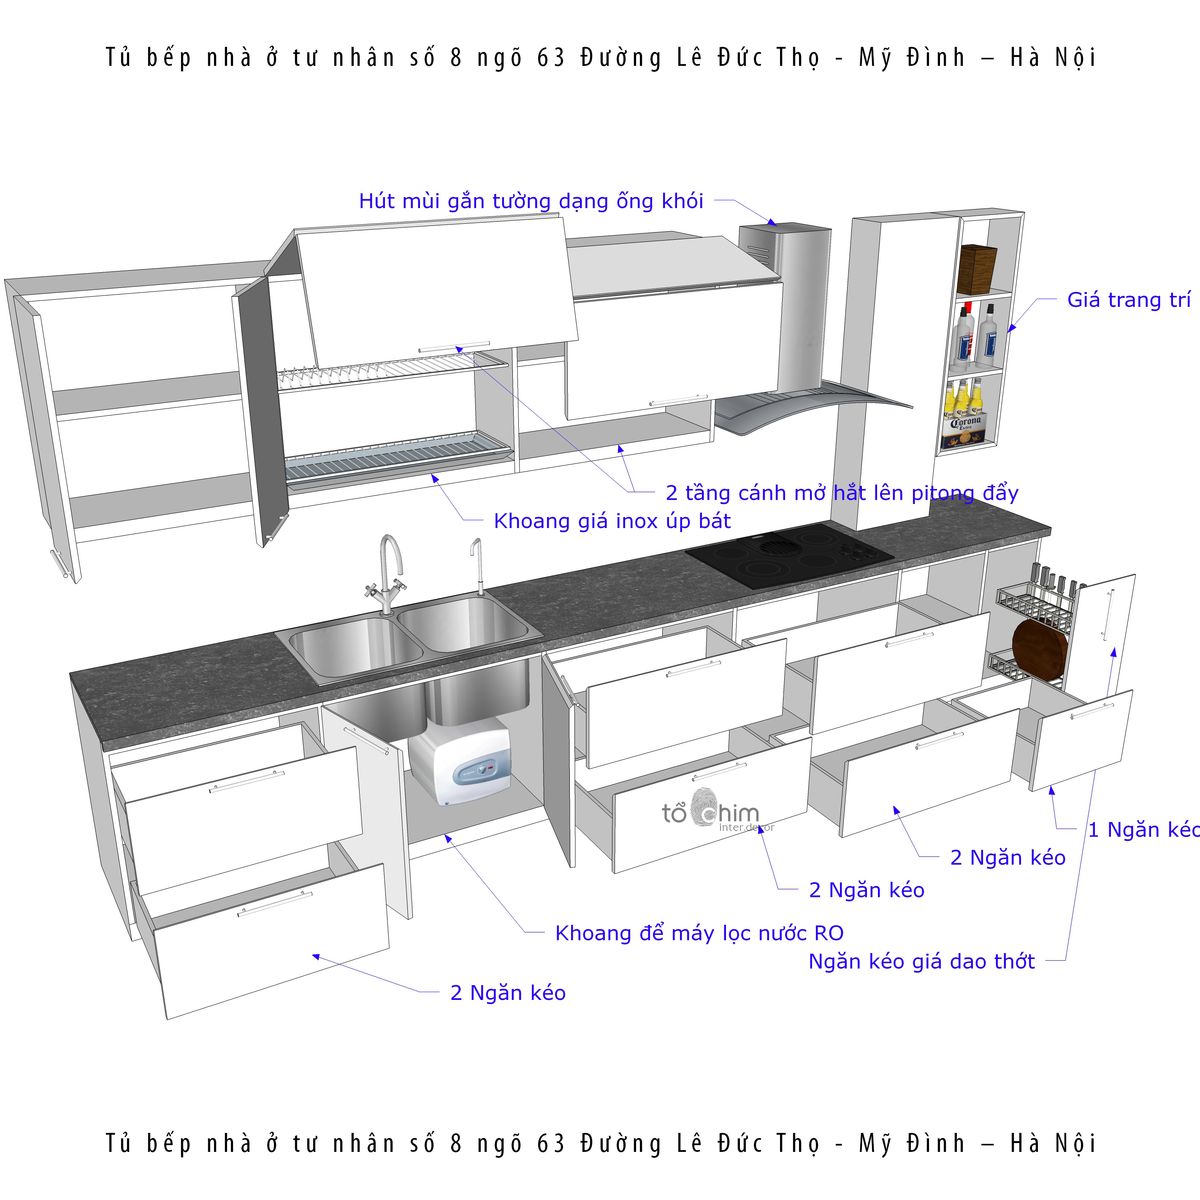 Tủ bếp nhà ở tư nhân số 8 ngõ 63 Đường Lê Đức Thọ - Mỹ Đình – Hà Nội
Hút mùi gắn tường dạng ống khói
Giá trang trí
Corona
Extra
2 tầng cánh mở hắt lên pitong đẩy
Khoang giá inox úp bát
tổ chim
inter.decor
1 Ngăn kéo
2 Ngăn kéo
2 Ngăn kéo
Khoang để máy lọc nước RO
Ngăn kéo giá dao thớt
2 Ngăn kéo
Tủ bếp nhà ở tư nhân số 8 ngõ 63 Đường Lê Đức Thọ - Mỹ Đình – Hà Nội